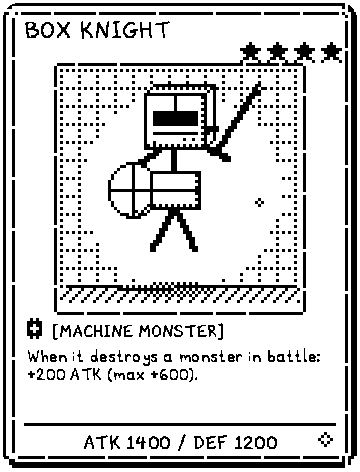 BOX KNIGHT
[MACHINE MONSTER]
When it destroys a monster in battle:
+200 ATK (max +600).
ATK 1400 / DEF 1200